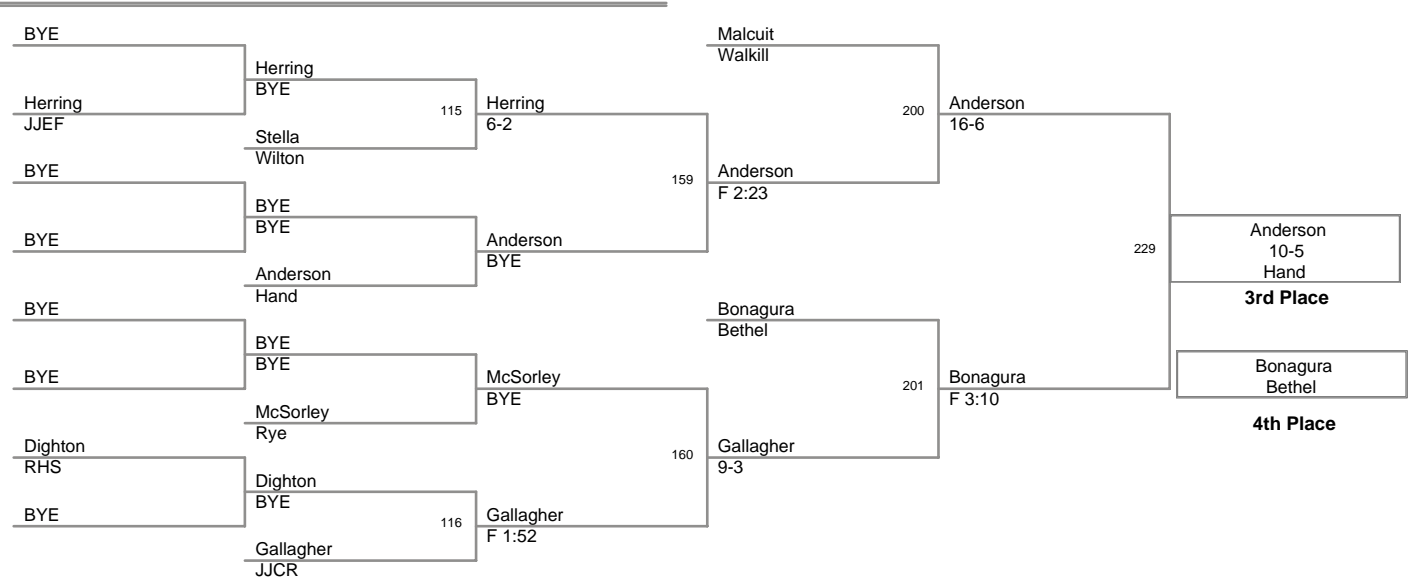 BYE
Herring
JJEF
BYE
BYE
BYE
BYE
Dighton
RHS
BYE
Herring
BYE
115
Stella
Wilton
BYE
BYE
Anderson
Hand
BYE
BYE
McSorley
Rye
Dighton
BYE
116
Gallagher
JJCR
Herring
6-2
159
Anderson
BYE
McSorley
BYE
160
Gallagher
F 1:52
Malcuit
Walkill
200
Anderson
F 2:23
Bonagura
Bethel
201
Gallagher
9-3
Anderson
16-6
229
Bonagura
F 3:10
Anderson
10-5
Hand
3rd Place
Bonagura
Bethel
4th Place